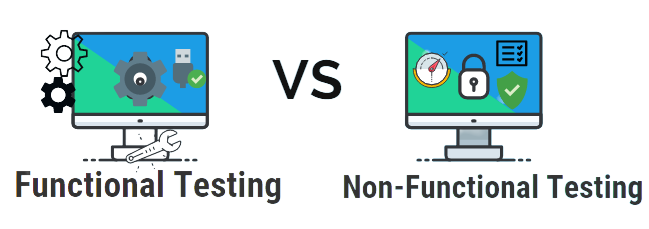 VS
Functional Testing
Non-Functional Testing